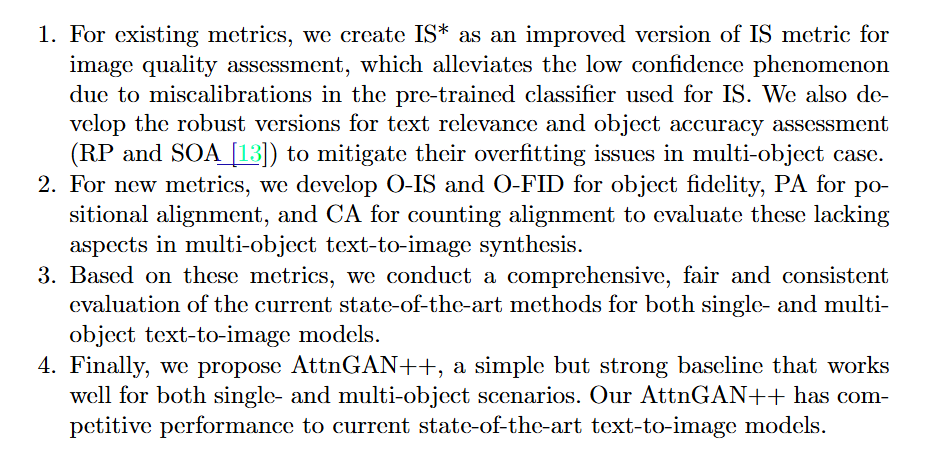 1. For existing metrics, we create IS* as an improved version of IS metric for
image quality assessment, which alleviates the low confidence phenomenon
due to miscalibrations in the pre-trained classifier used for IS. We also de-
velop the robust versions for text relevance and object accuracy assessment
(RP and SOA [13]) to mitigate their overfitting issues in multi-object case.
2. For new metrics, we develop O-IS and O-FID for object fidelity, PA for po-
sitional alignment, and CA for counting alignment to evaluate these lacking
aspects in multi-object text-to-image synthesis.
3. Based on these metrics, we conduct a comprehensive, fair and consistent
evaluation of the current state-of-the-art methods for both single- and multi-
object text-to-image models.
4. Finally, we propose AttnGAN++, a simple but strong baseline that works
well for both single- and multi-object scenarios. Our AttnGAN++ has com-
petitive performance to current state-of-the-art text-to-image models.